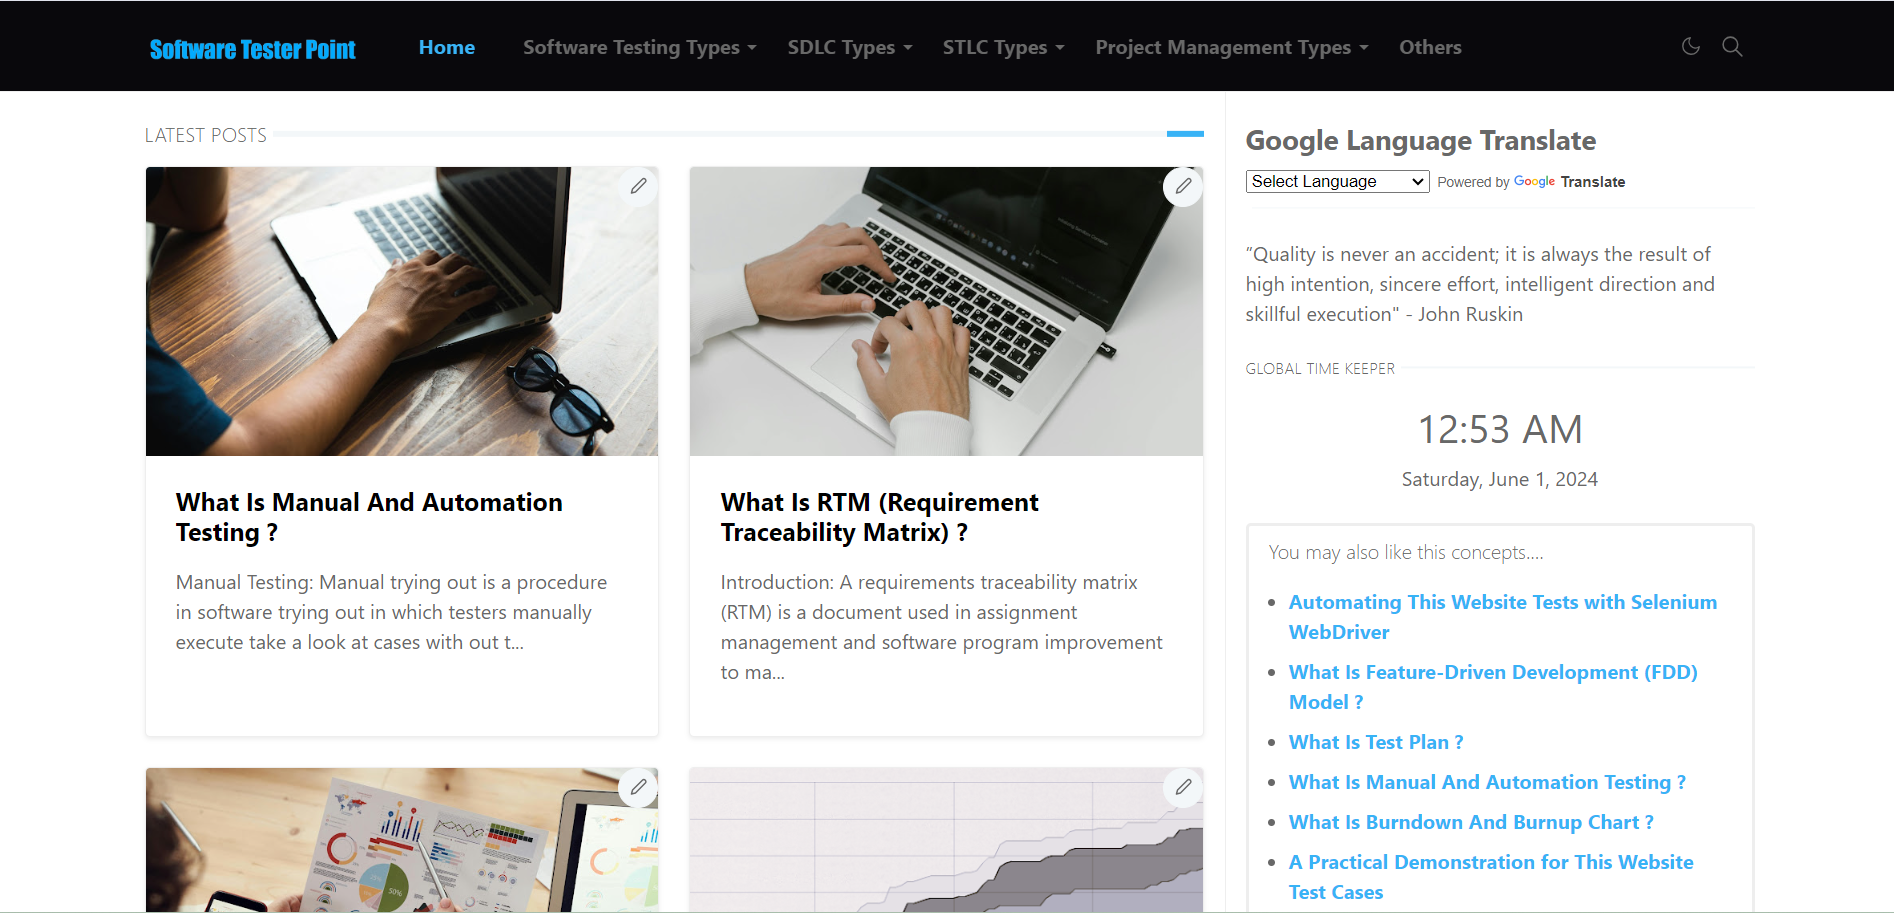 Software Tester Point
Home
Software Testing Types
SDLC Types
STLC Types
Project Management Types
Others
LATEST POSTS
What Is Manual And Automation
Testing ?
Manual Testing: Manual trying out is a procedure
in software trying out in which testers manually
execute take a look at cases with out t...
What Is RTM (Requirement
Traceability Matrix) ?
Introduction: A requirements traceability matrix
(RTM) is a document used in assignment
management and software program improvement
to ma...
50%
Google Language Translate
Select Language
Powered by Google Translate
“Quality is never an accident; it is always the result of
high intention, sincere effort, intelligent direction and
skillful execution" - John Ruskin
GLOBAL TIME KEEPER
12:53 AM
Saturday, June 1, 2024
You may also like this concepts....
Automating This Website Tests with Selenium
WebDriver
What Is Feature-Driven Development (FDD)
Model ?
What Is Test Plan ?
What Is Manual And Automation Testing ?
What Is Burndown And Burnup Chart ?
A Practical Demonstration for This Website
Test Cases